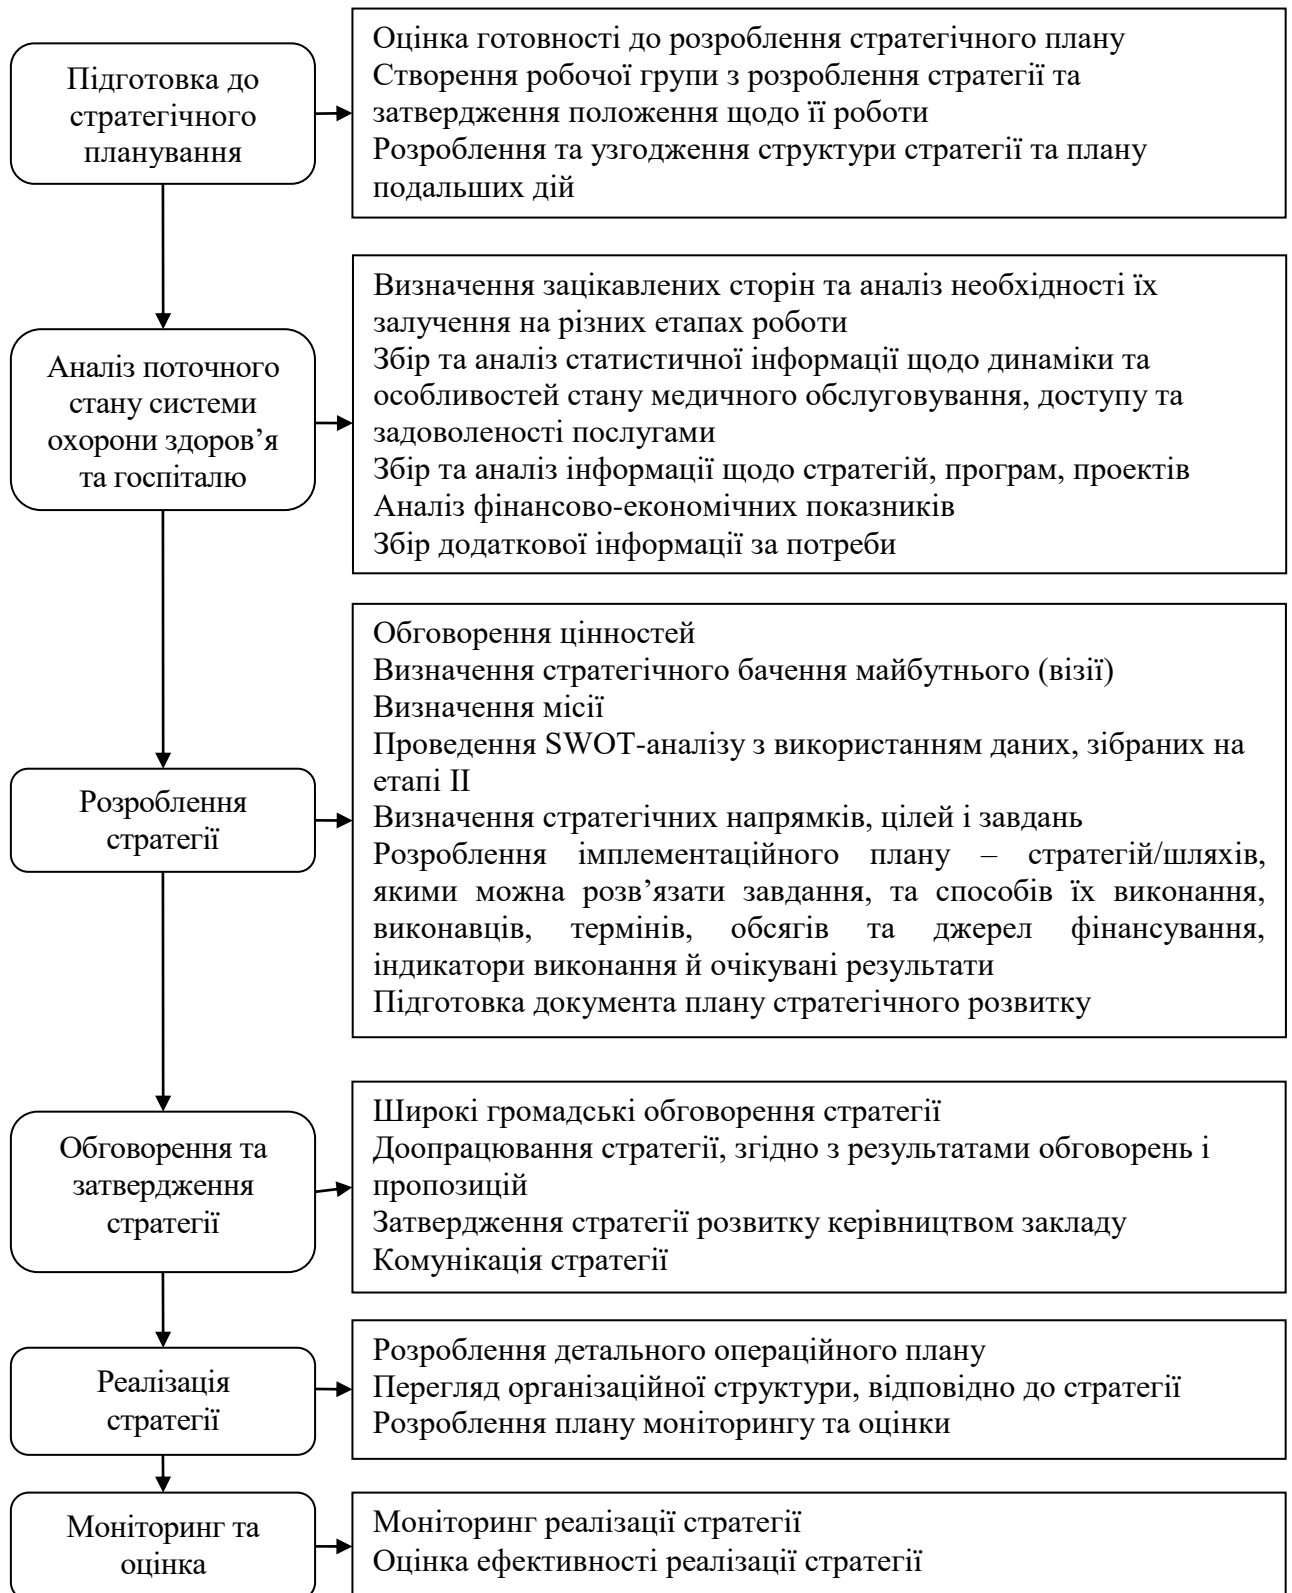 Підготовка до
стратегічного
планування
Оцінка готовності до розроблення стратегічного плану
Створення робочої групи з розроблення стратегії та
затвердження положення щодо її роботи
Розроблення та узгодження структури стратегії та плану
подальших дій
Аналіз поточного
стану системи
охорони здоров’я
та госпіталю
Визначення зацікавлених сторін та аналіз необхідності їх
залучення на різних етапах роботи
Збір та аналіз статистичної інформації щодо динаміки та
особливостей стану медичного обслуговування, доступу та
задоволеності послугами
Збір та аналіз інформації щодо стратегій, програм, проектів
Аналіз фінансово-економічних показників
Збір додаткової інформації за потреби
Розроблення
стратегії
Обговорення цінностей
Визначення стратегічного бачення майбутнього (візії)
Визначення місії
Проведення SWOT-аналізу з використанням даних, зібраних на
етапі ІІ
Визначення стратегічних напрямків, цілей і завдань
Розроблення імплементаційного плану – стратегій/шляхів,
якими можна розв’язати завдання, та способів їх виконання,
виконавців, термінів, обсягів та джерел фінансування,
індикатори виконання й очікувані результати
Підготовка документа плану стратегічного розвитку
Обговорення та
затвердження
стратегії
Широкі громадські обговорення стратегії
Доопрацювання стратегії, згідно з результатами обговорень і
пропозицій
Затвердження стратегії розвитку керівництвом закладу
Комунікація стратегії
Реалізація
стратегії
Розроблення детального операційного плану
Перегляд організаційної структури, відповідно до стратегії
Розроблення плану моніторингу та оцінки
Моніторинг та
оцінка
Моніторинг реалізації стратегії
Оцінка ефективності реалізації стратегії